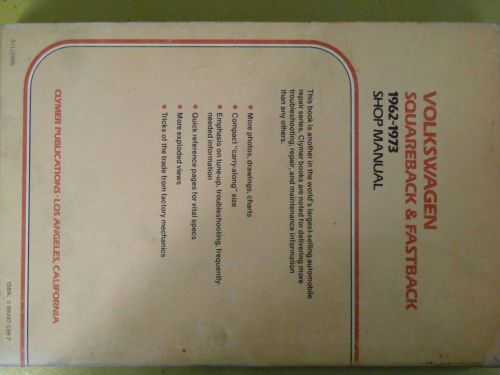 VOLKSWAGEN
SQUAREBACK & FASTBACK
1962-1973
SHOP MANUAL
This book is another in the world's largest-selling automobile
repair series. Clymer books are noted for delivering more
troubleshooting, repair, and maintenance information
than any others.
• More photos, drawings, charts
• Compact "carry-along" size
• Emphasis on tune-up, troubleshooting, frequently-
needed information
• Quick reference pages for vital specs
• More exploded views
• Tricks of the trade from factory mechanics
CLYMER PUBLICATIONS • LOS ANGELES, CALIFORNIA
ISBN: 0-89287-